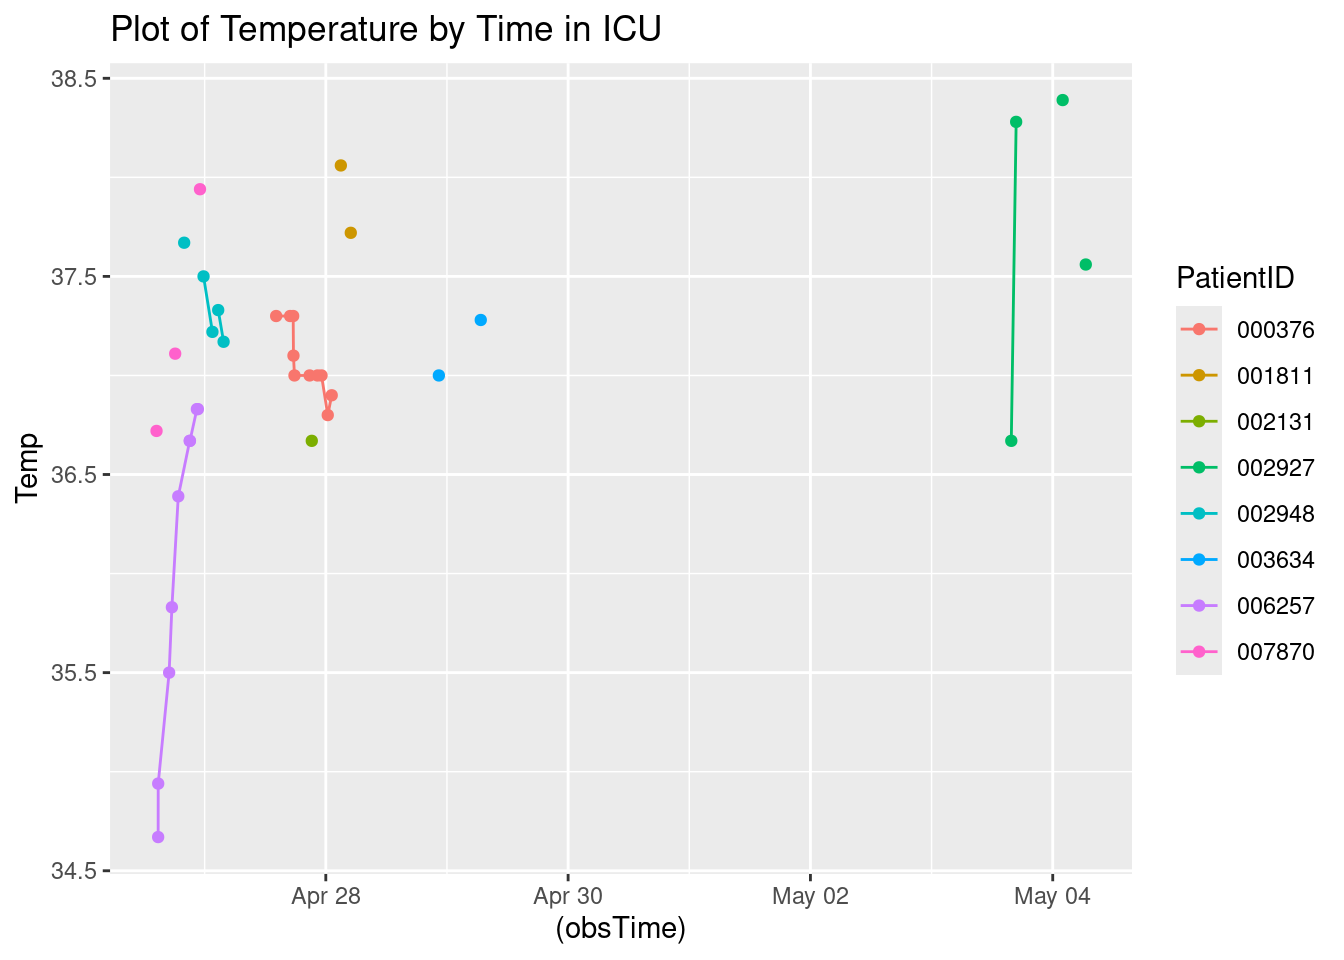 Plot of Temperature by Time in ICU
38.5
37.5
36.5
35.5
34.5
Temp
Apr 28
Apr 30
May 02
May 04
(obsTime)
PatientID
000376
001811
002131
002927
002948
003634
006257
007870